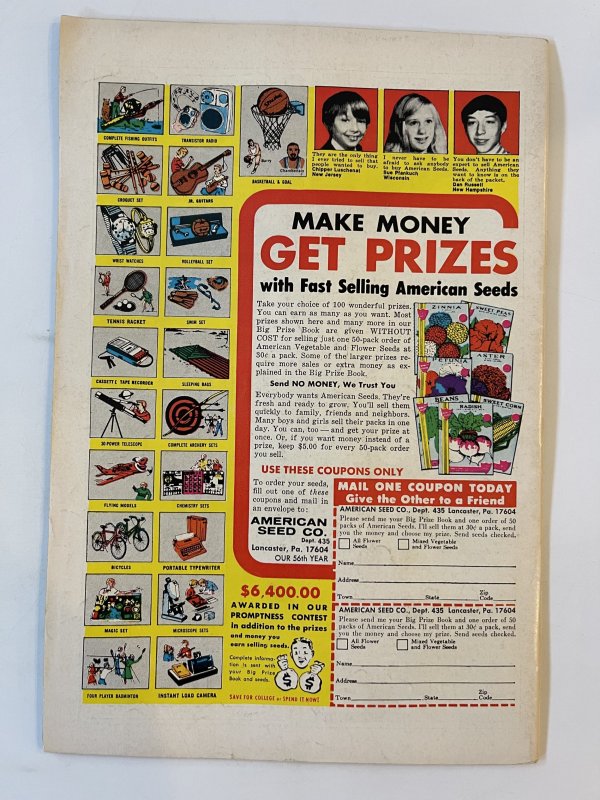 COMPLETE FISHING OUTFITS
TRANSISTOR RADIO
CROQUET SET
JR. GUITARS
WRIST WATCHES
VOLLEYBALL SET
TENNIS RACKET
SWIM SET
CASSETTE TAPE RECORDER
SLEEPING BAGS
30-POWER TELESCOPE
COMPLETE ARCHERY SETS
FLYING MODELS
CHEMISTRY SETS
BICYCLES
PORTABLE TYPEWRITER
MAGIC SET
MICROSCOPE SETS
FOUR PLAYER BADMINTON
INSTANT LOAD CAMERA
BASKETBALL & GOAL
They are the only thing
I ever tried to sell that
people wanted to buy.
Chipper Luschenat
New Jersey
I never have to be
afraid to ask anybody
to buy American Seeds.
Sue Plankuch
Wisconsin
You don't have to be an
expert to sell American
Seeds. Anything they
want to know is on the
back of the packet.
Dan Russell
New Hampshire
MAKE MONEY
GET PRIZES
with Fast Selling American Seeds
Take your choice of 100 wonderful prizes.
You can earn as many as you want. Most
prizes shown here and many more in our
Big Prize Book are given WITHOUT
COST for selling just one 50-pack order of
American Vegetable and Flower Seeds at
50¢ a pack. Some of the larger prizes re-
quire more sales or extra money as ex-
plained in the Big Prize Book.
Send NO MONEY, We Trust You
Everybody wants American Seeds. They're
fresh and ready to grow. You'll sell them
quickly to family, friends and neighbors.
Many boys and girls sell their packs in one
day. You can, too — and get your prize at
once. Or, if you want money instead of a
prize, keep $5.00 for every 50-pack order
you sell.
ZINNIA
SWEET PEAS
PETUNIA
ASTER
BEANS
RADISH
SWEET CORN
USE THESE COUPONS ONLY
To order your seeds,
fill out one of these
coupons and mail in
an envelope to:
AMERICAN
SEED CO.
Dept. 435
Lancaster, Pa. 17604
OUR 56th YEAR
$6,400.00
AWARDED IN OUR
PROMPTNESS CONTEST
In addition to the prizes
and money you
earn selling seeds.
Complete informa-
tion is sent with
your Big Prize
Book and seeds.
$ $
SAVE FOR COLLEGE or SPEND IT NOW!
MAIL ONE COUPON TODAY
Give the Other to a Friend
AMERICAN SEED CO., Dept. 435 Lancaster, Pa. 17604
Please send me your Big Prize Book and one order of 50
packs of American Seeds. I'll sell them at 30¢ a pack, send
you the money and choose my prize. Send seeds checked.
All Flower Seeds
Mixed Vegetable and Flower Seeds
Name
Address
Town State Zip Code
AMERICAN SEED CO., Dept. 435 Lancaster, Pa. 17604
Please send me your Big Prize Book and one order of 50
packs of American Seeds. I'll sell them at 30¢ a pack, send
you the money and choose my prize. Send seeds checked.
All Flower Seeds
Mixed Vegetable and Flower Seeds
Name
Address
Town State Zip Code